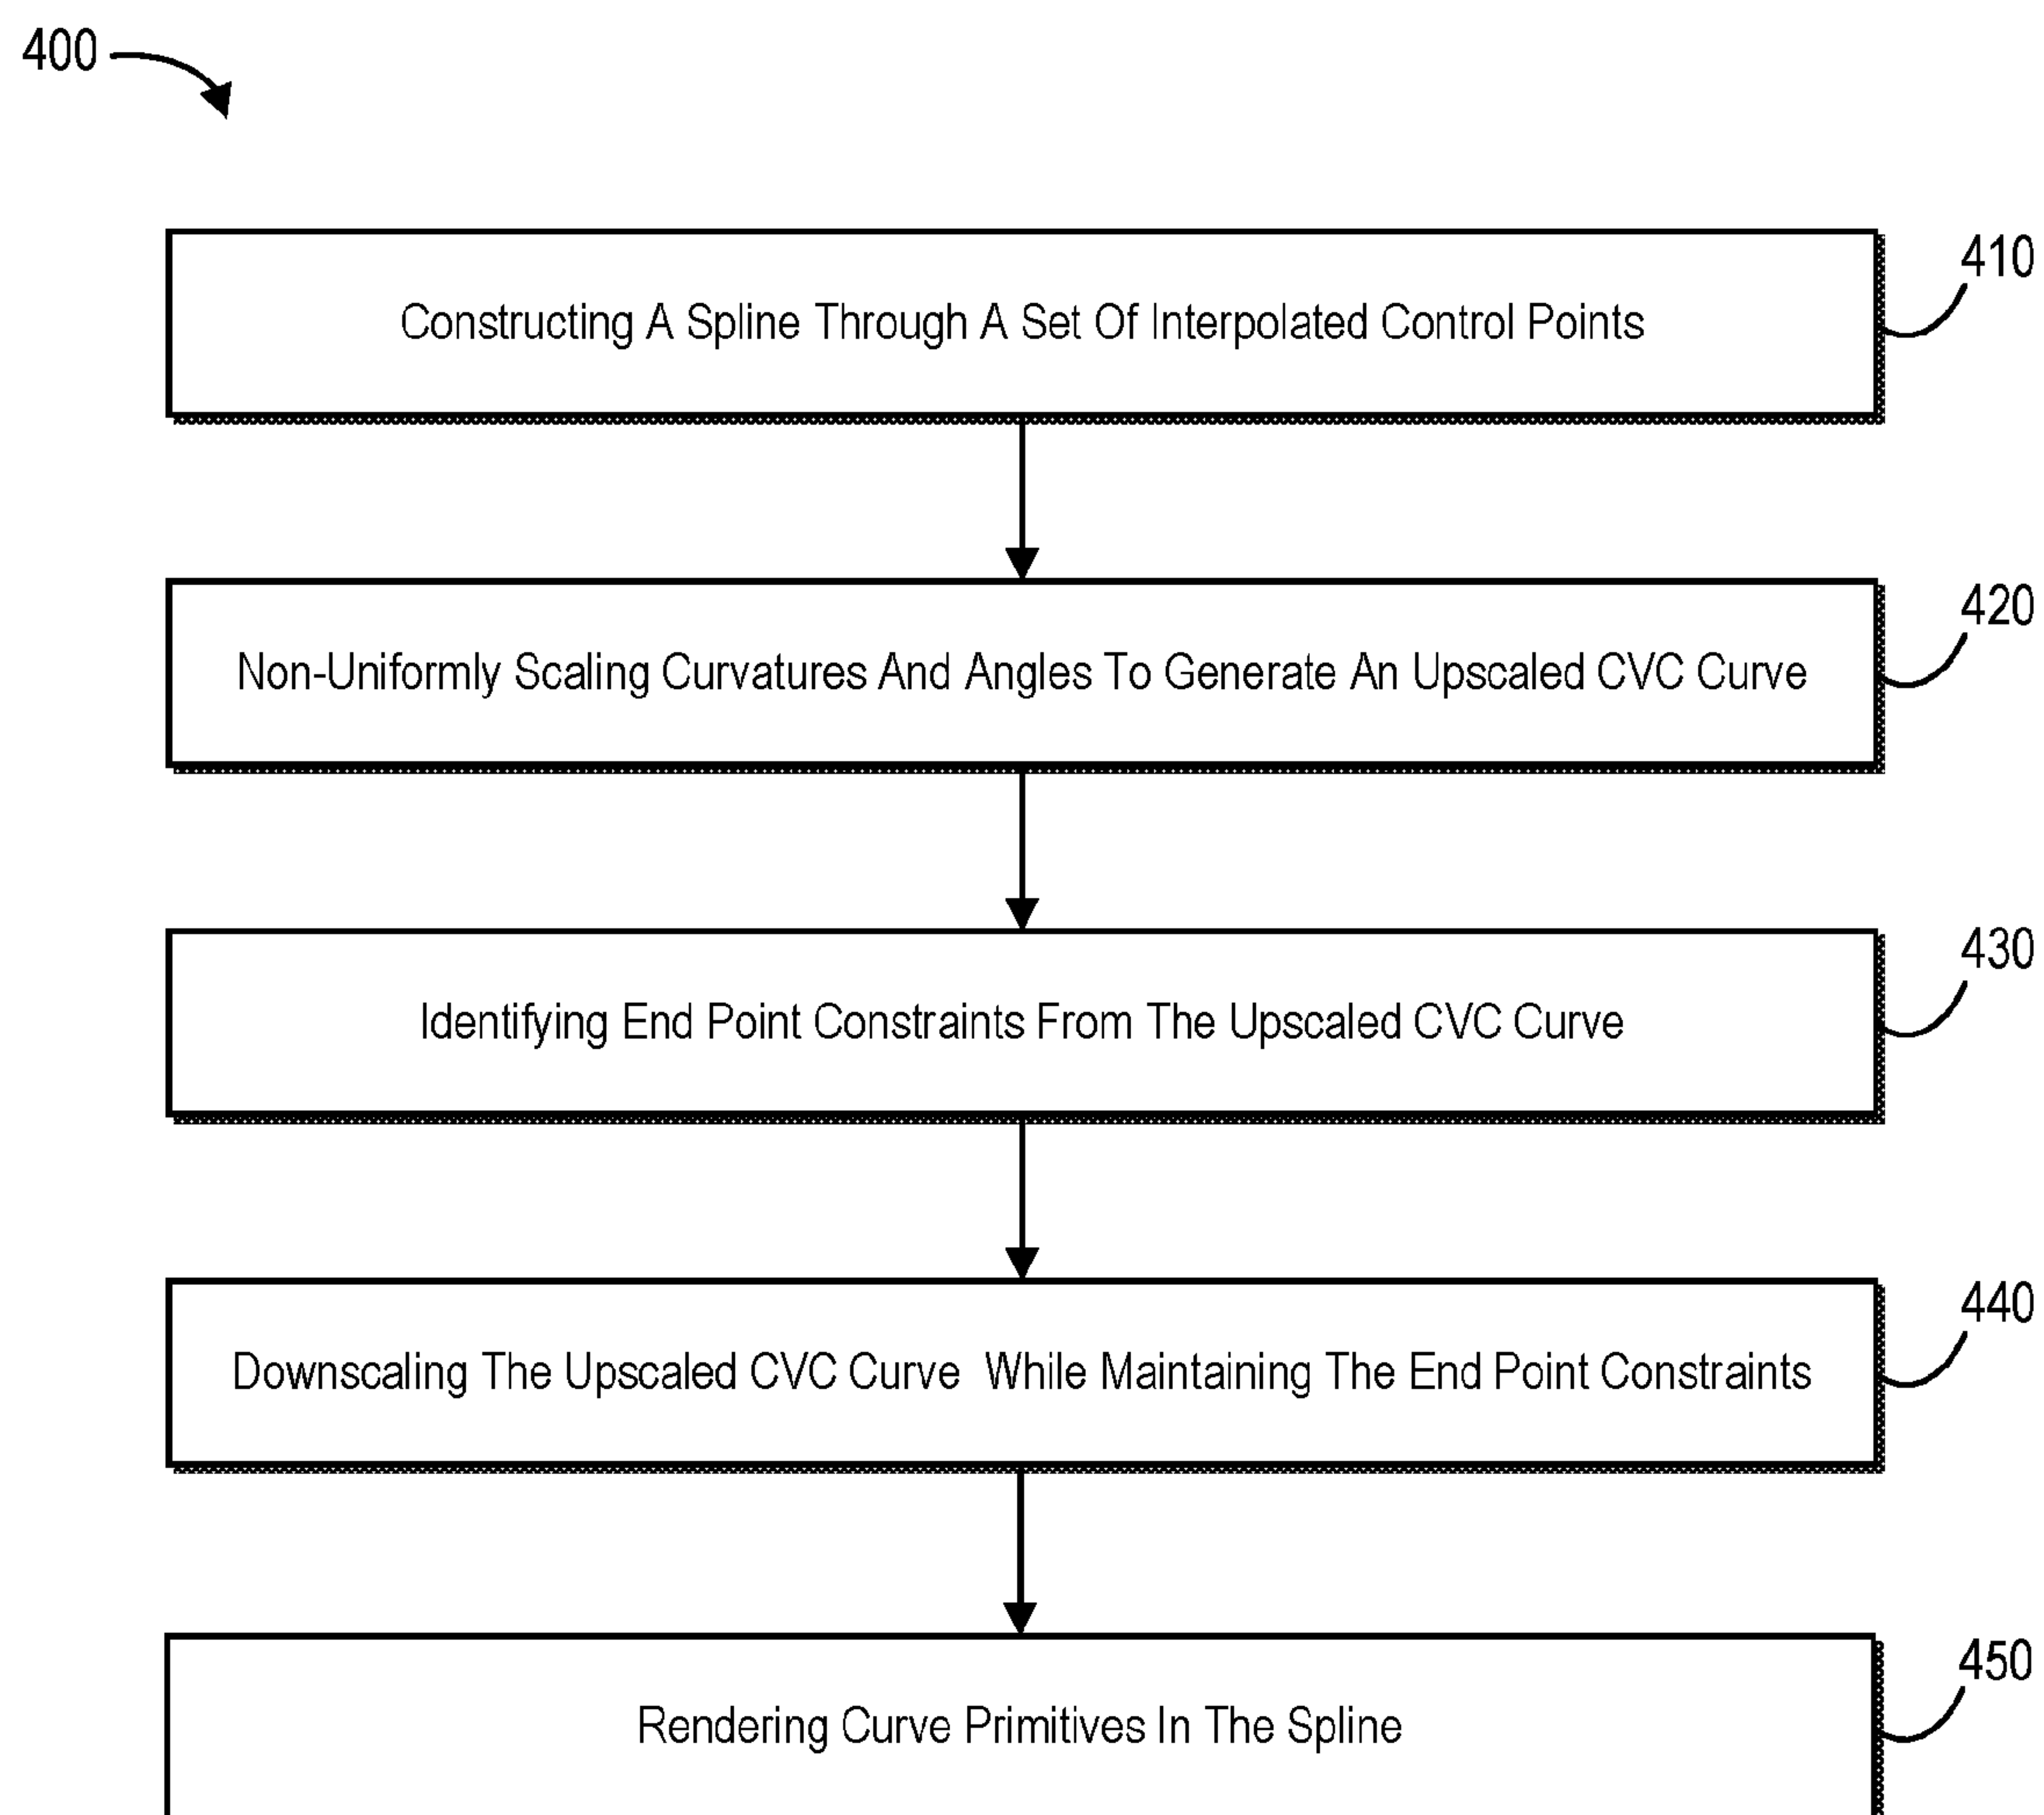 400
410
Constructing A Spline Through A Set Of Interpolated Control Points
420
Non-Uniformly Scaling Curvatures And Angles To Generate An Upscaled CVC Curve
430
Identifying End Point Constraints From The Upscaled CVC Curve
440
Downscaling The Upscaled CVC Curve  While Maintaining The End Point Constraints
450
Rendering Curve Primitives In The Spline